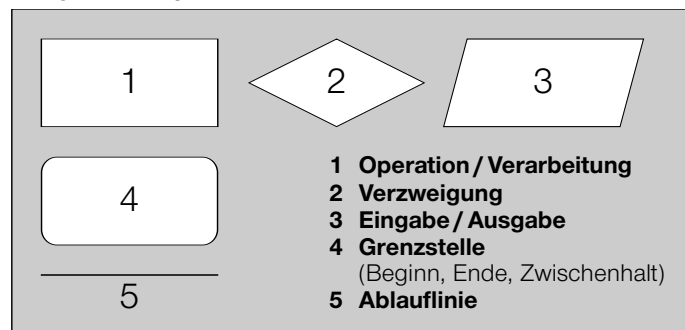 1
2
3
4
5
1 Operation / Verarbeitung
2 Verzweigung
3 Eingabe / Ausgabe
4 Grenzstelle
(Beginn, Ende, Zwischenhalt)
5 Ablauflinie